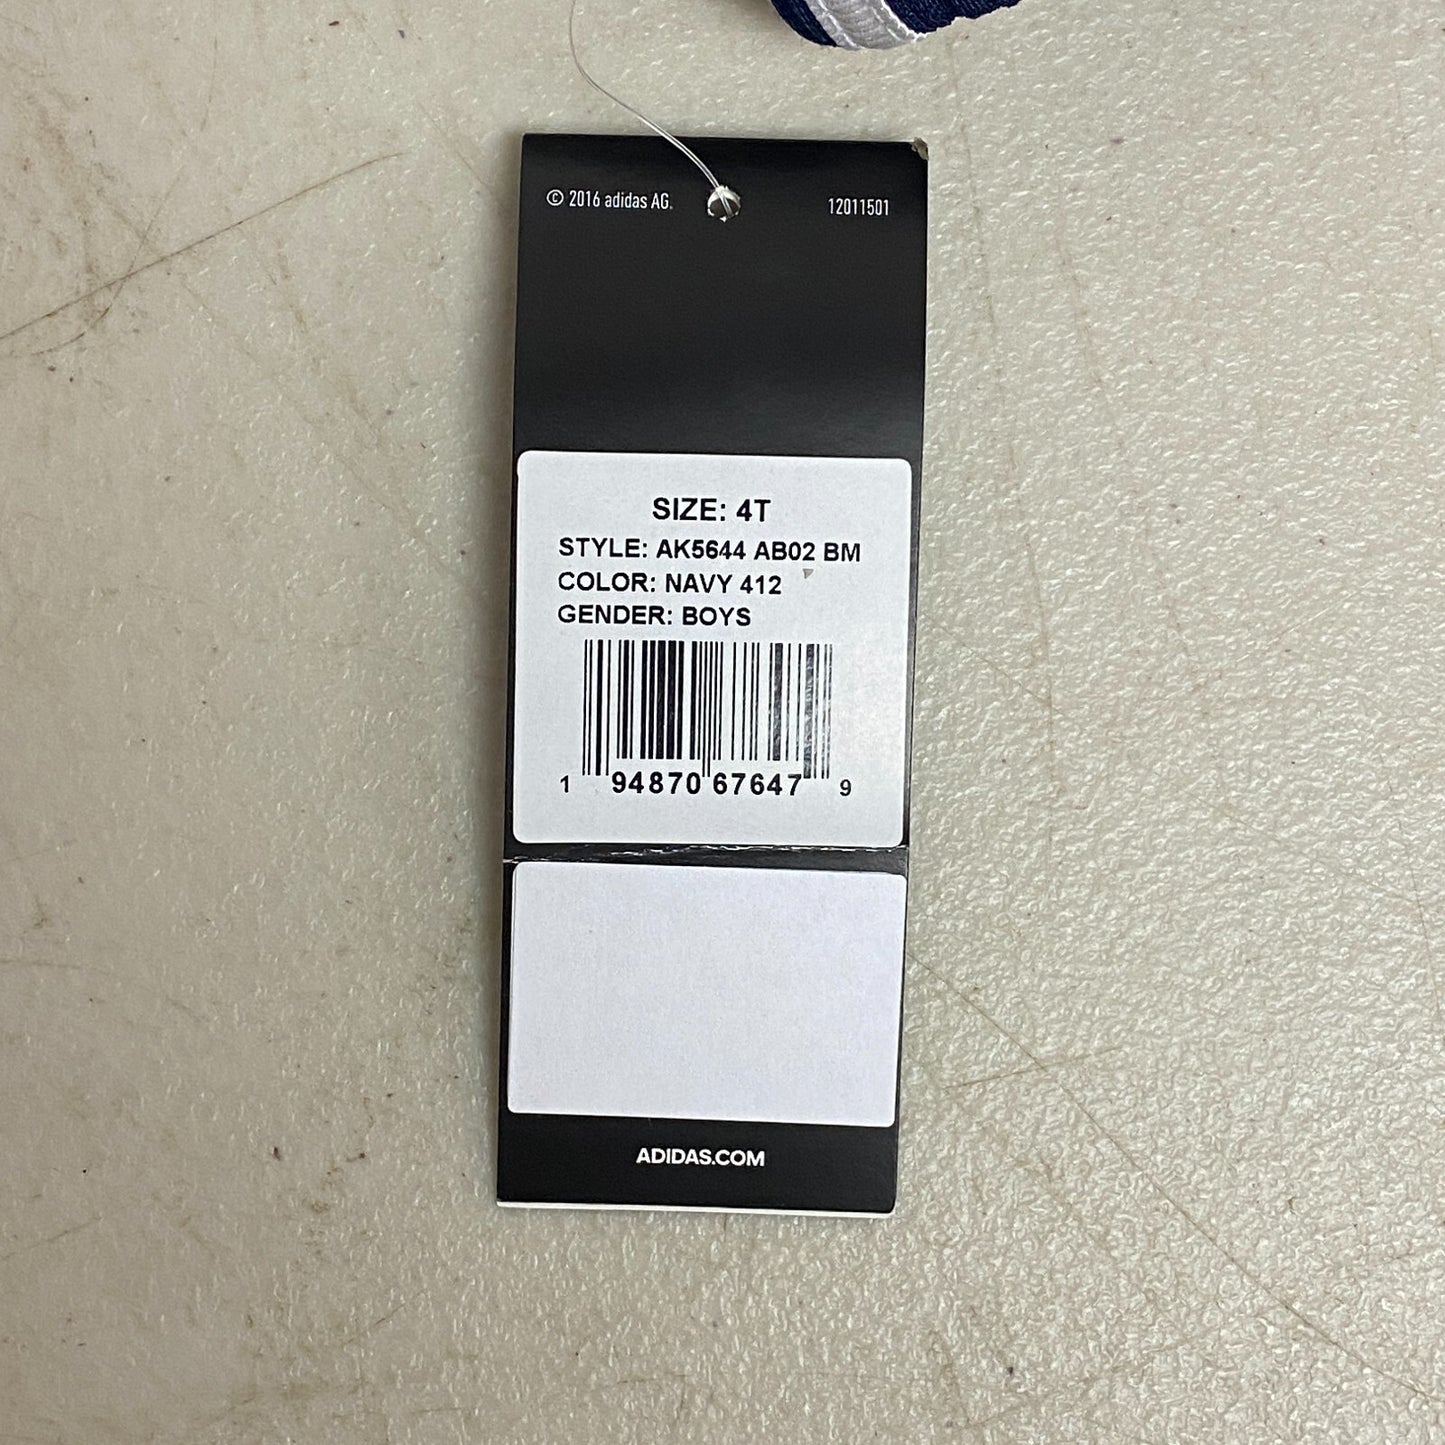 © 2016 adidas AG.
12011501
SIZE: 4T
STYLE: AK5644 AB02 BM
COLOR: NAVY 412
GENDER: BOYS
1 94870 67647 9
ADIDAS.COM